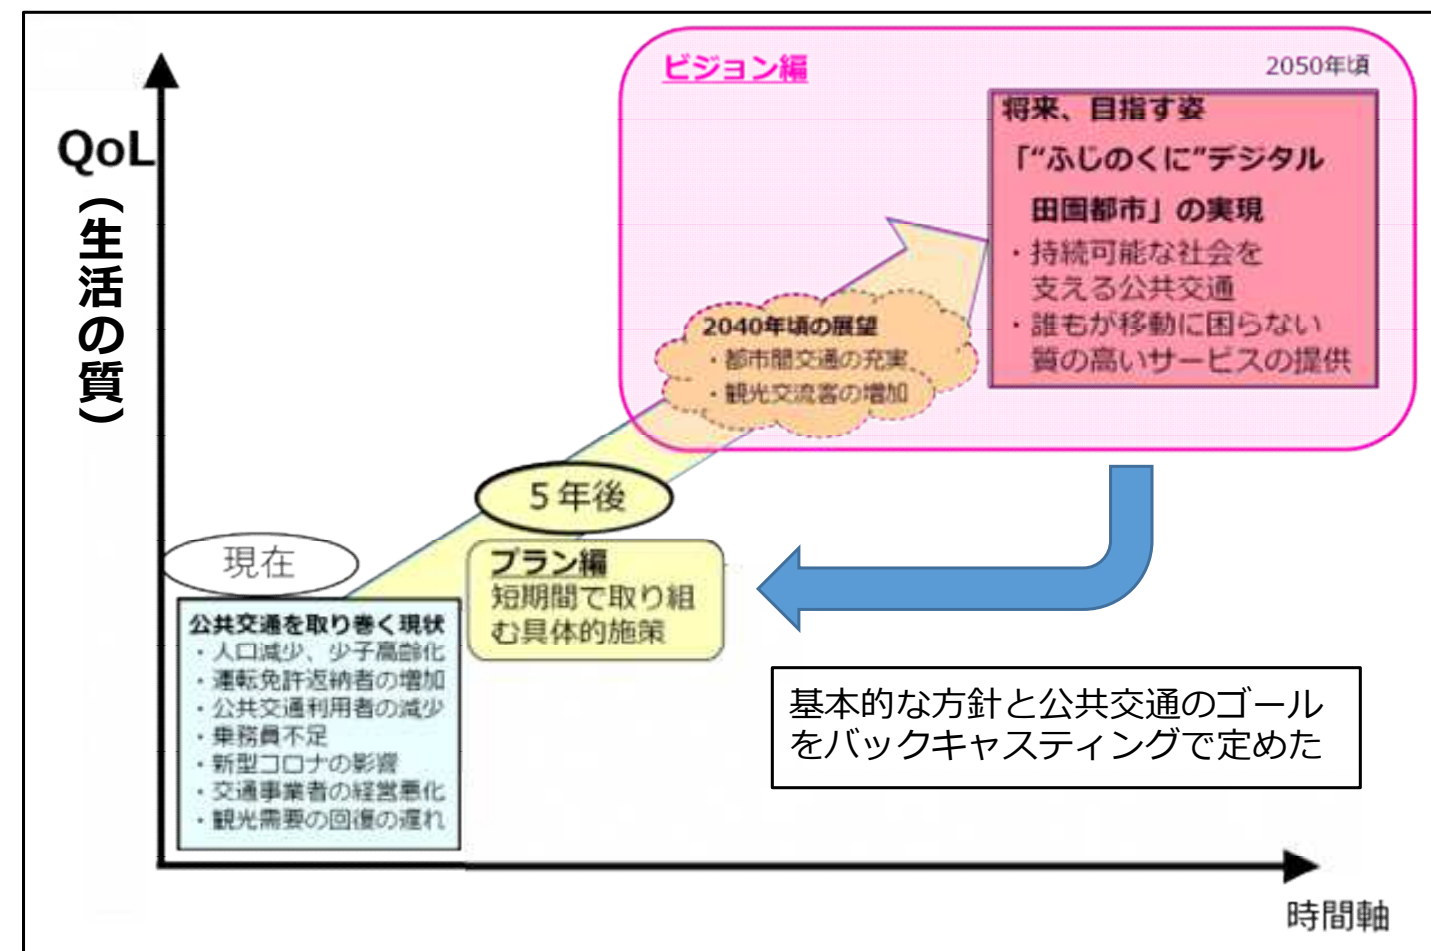 ビジョン編
2050年頃
将来、目指す姿
「“ふじのくに”デジタル
田園都市」の実現
・持続可能な社会を
支える公共交通
・誰もが移動に困らない
質の高いサービスの提供
QoL
（生活の質）
2040年頃の展望
・都市間交通の充実
・観光交流客の増加
５年後
プラン編
短期間で取り組
む具体的施策
現在
公共交通を取り巻く現状
・人口減少、少子高齢化
・運転免許返納者の増加
・公共交通利用者の減少
・乗務員不足
・新型コロナの影響
・交通事業者の経営悪化
・観光需要の回復の遅れ
基本的な方針と公共交通のゴール
をバックキャスティングで定めた
時間軸